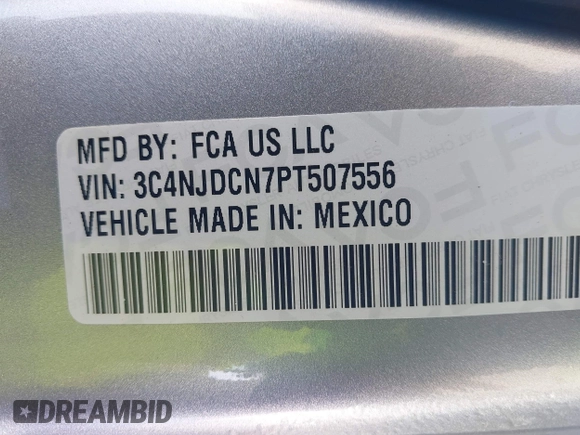 MFD BY: FCA US LLC
VIN: 3C4NJDCN7PT507556
VEHICLE MADE IN: MEXICO
DREAMBID